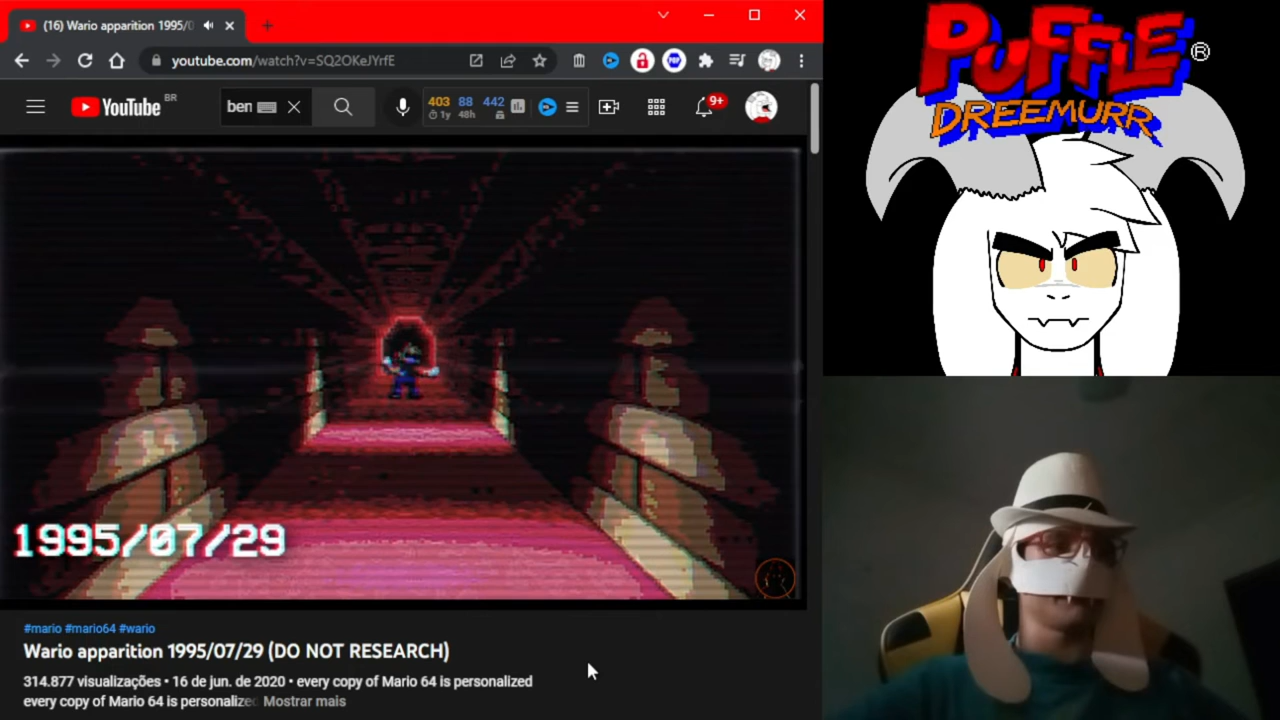 (16) Wario apparition 1995/0
youtube.com/watch?v=SQ2OKeJYrfE
YouTube BR
ben
403 88 442
1y 48h
9+
PUFFLE ®
DREEMURR
1995/07/29
#mario #mario64 #wario
Wario apparition 1995/07/29 (DO NOT RESEARCH)
314.877 visualizações • 16 de jun. de 2020 • every copy of Mario 64 is personalized
every copy of Mario 64 is personalized Mostrar mais